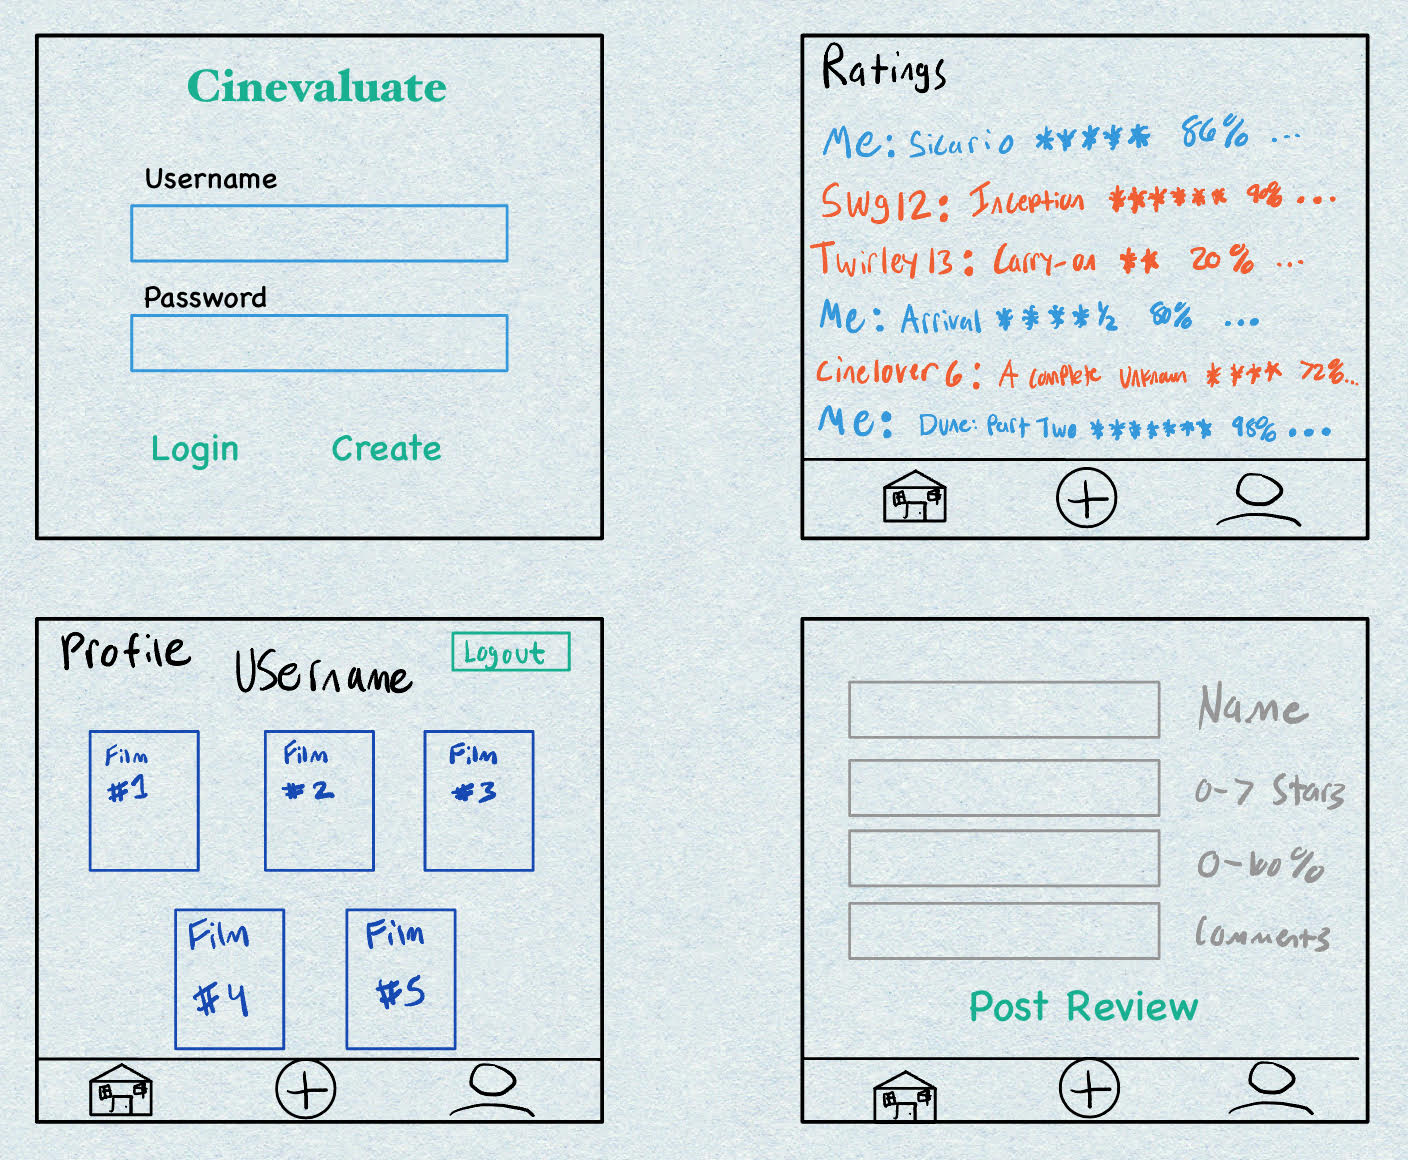 Cinevaluate
Username
Password
Login Create
Ratings
Me: Sicario ***** 86% ...
Swg12: Inception ****** 90% ...
Twirley13: Carry-on ** 20% ...
Me: Arrival ****½ 80% ...
Cinelover6: A Complete Unknown **** 72%...
Me: Dune: Part Two ******* 98% ...
Profile
Username
Logout
Film
#1
Film
#2
Film
#3
Film
#4
Film
#5
Name
0-7 Stars
0-100%
Comments
Post Review